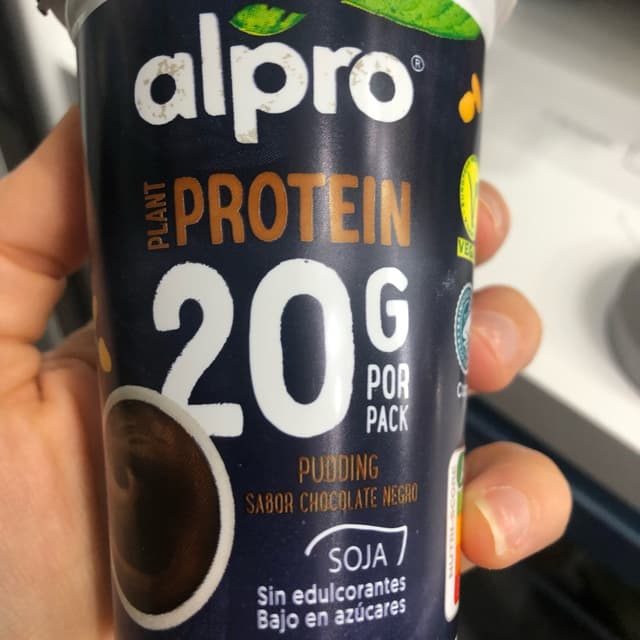 alpro®
PLANT PROTEIN
20G
POR
PACK
PUDDING
SABOR CHOCOLATE NEGRO
SOJA
Sin edulcorantes
Bajo en azúcares